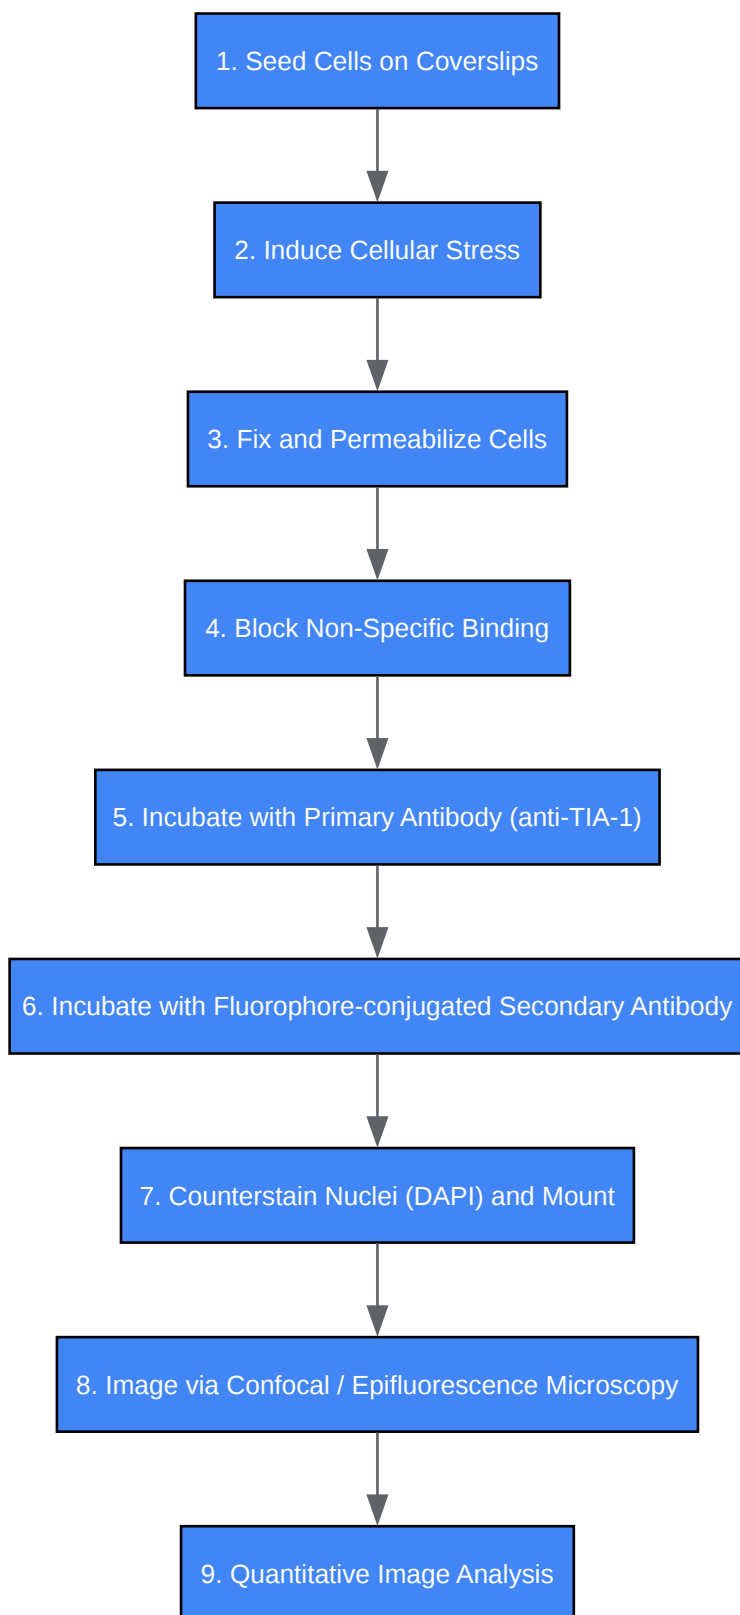 1. Seed Cells on Coverslips
2. Induce Cellular Stress
3. Fix and Permeabilize Cells
4. Block Non-Specific Binding
5. Incubate with Primary Antibody (anti-TIA-1)
6. Incubate with Fluorophore-conjugated Secondary Antibody
7. Counterstain Nuclei (DAPI) and Mount
8. Image via Confocal / Epifluorescence Microscopy
9. Quantitative Image Analysis